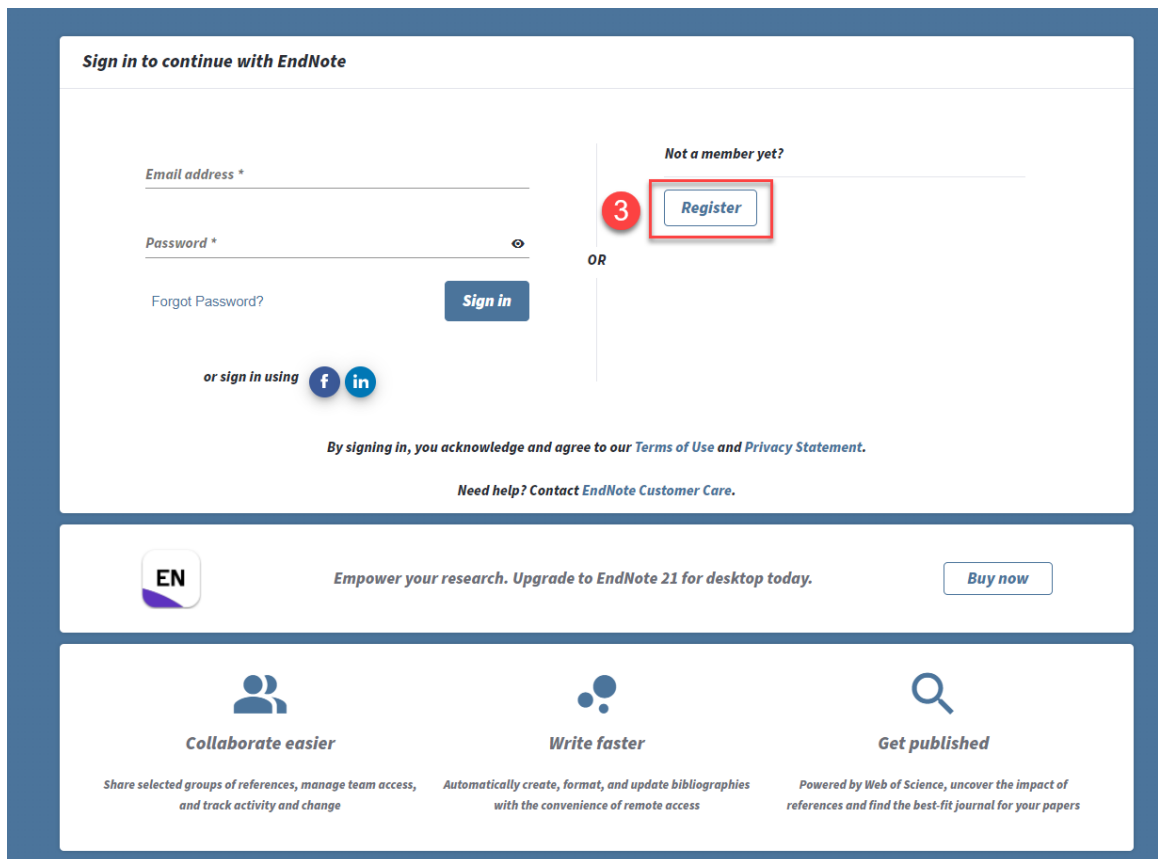 Sign in to continue with EndNote
Email address *
Password *
Forgot Password?
Sign in
or sign in using
f in
OR
Not a member yet?
3
Register
By signing in, you acknowledge and agree to our Terms of Use and Privacy Statement.
Need help? Contact EndNote Customer Care.
EN
Empower your research. Upgrade to EndNote 21 for desktop today.
Buy now
Collaborate easier
Share selected groups of references, manage team access,
and track activity and change
Write faster
Automatically create, format, and update bibliographies
with the convenience of remote access
Get published
Powered by Web of Science, uncover the impact of
references and find the best-fit journal for your papers